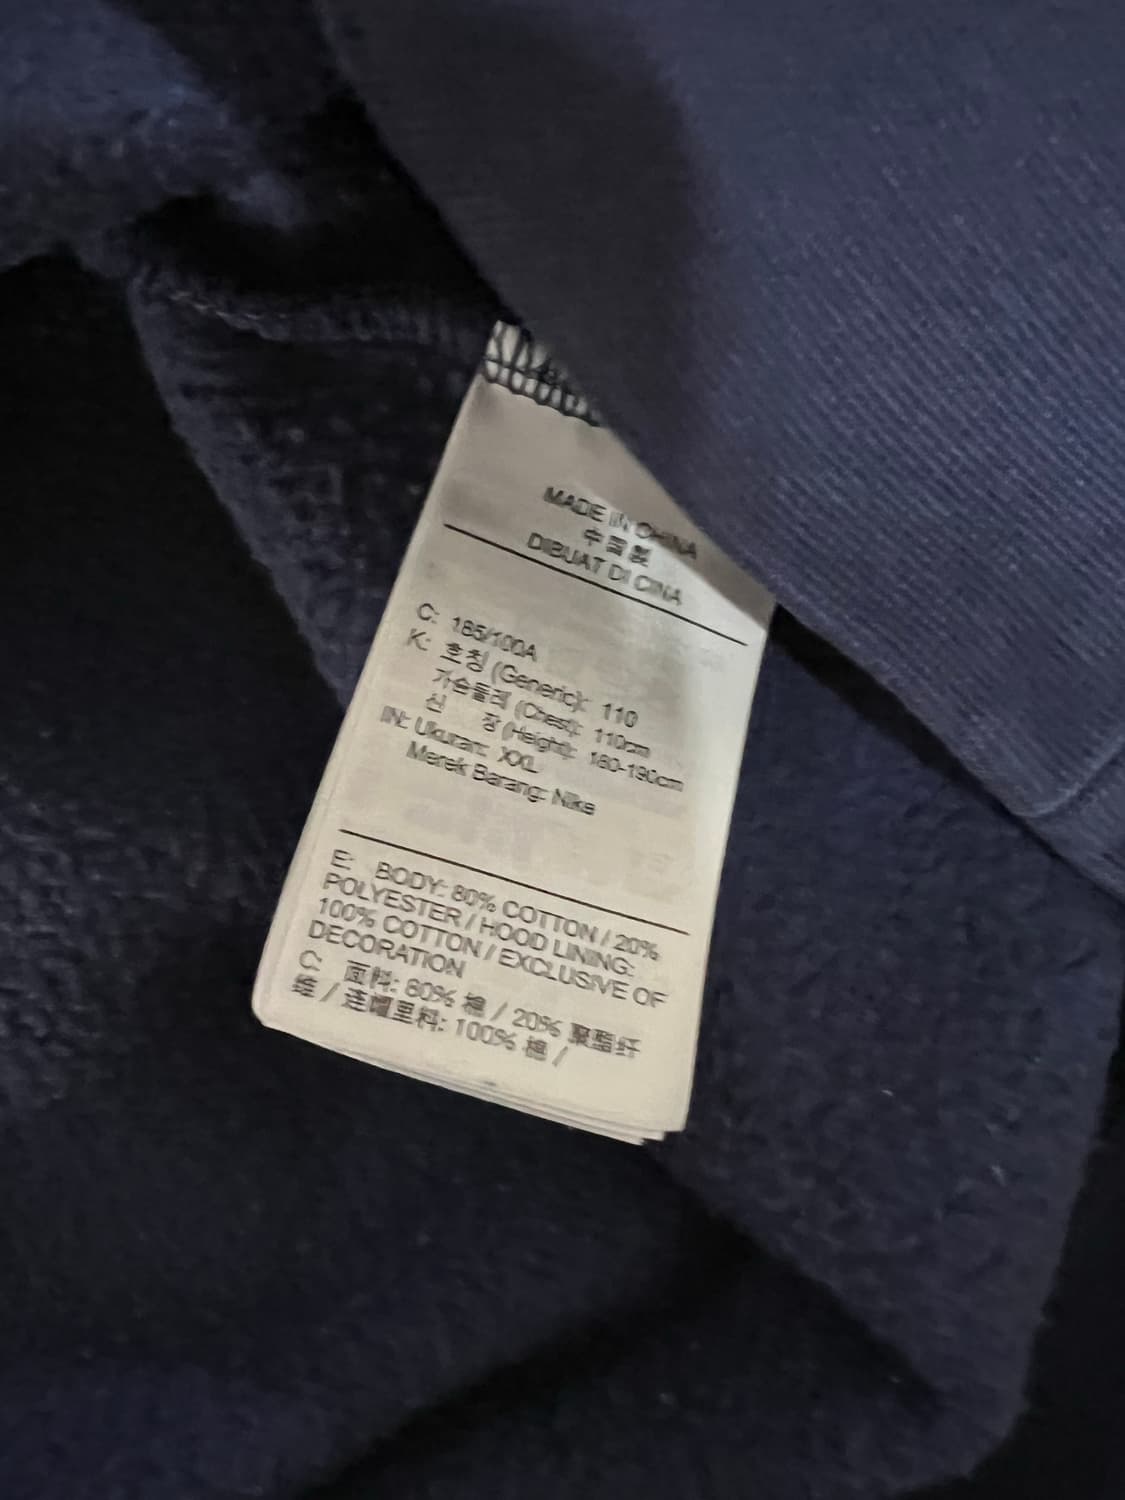 MADE IN CHINA
中国製
DIBUAT DI CINA
C: 185/100A
K: 호칭 (Generic): 110
가슴둘레 (Chest): 110cm
신 장 (Height): 180-190cm
IN: Ukuran: XXL
Merek Barang: Nike
E: BODY: 80% COTTON / 20%
POLYESTER / HOOD LINING:
100% COTTON / EXCLUSIVE OF
DECORATION
C: 面料: 80% 棉 / 20% 聚酯纤
维 / 连帽里料: 100% 棉 /